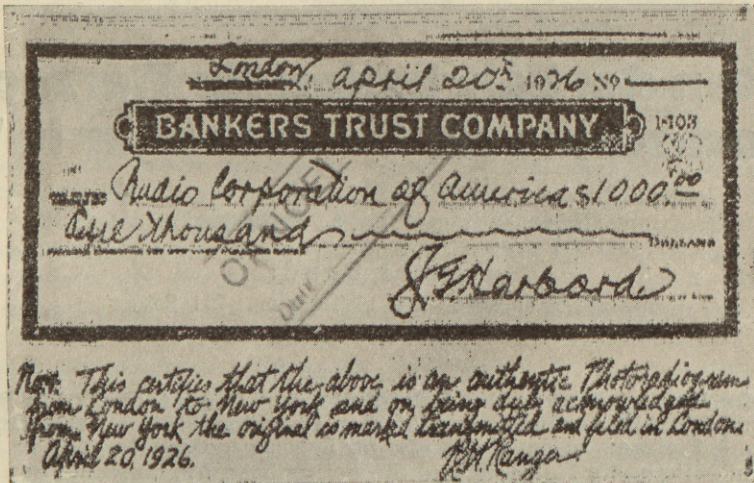 London, April 20th 1926 No
BANKERS TRUST COMPANY
1-103
Radio Corporation of America $1000.00
One thousand DOLLARS
J G Harbord
Note: This certifies that the above is an authentic Photoradiogram
from London to New York and on being duly acknowledged
from New York the original is marked transmitted and filed in London
April 20, 1926.
R H Ranger